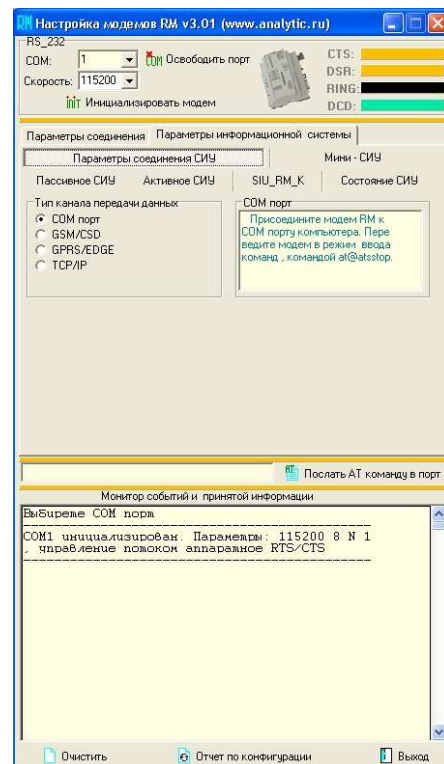 Настройка модемов RM v3.01 (www.analytic.ru)
RS_232
COM: 1 Освободить порт
Скорость: 115200
Инициализировать модем
CTS:
DSR:
RING:
DCD:
Параметры соединения Параметры информационной системы
Параметры соединения СИУ Мини - СИУ
Пассивное СИУ Активное СИУ SIU_RM_K Состояние СИУ
Тип канала передачи данных
COM порт
GSM/CSD
GPRS/EDGE
TCP/IP
COM порт
Присоедините модем RM к
COM порту компьютера. Пере
ведите модем в режим ввода
команд , командой at@atsstop.
Послать АТ команду в порт
Монитор событий и принятой информации
Выбирете COM порт
COM1 инициализирован. Параметры: 115200 8 N 1
, управление потоком аппаратное RTS/CTS
Очистить Отчет по конфигурации Выход